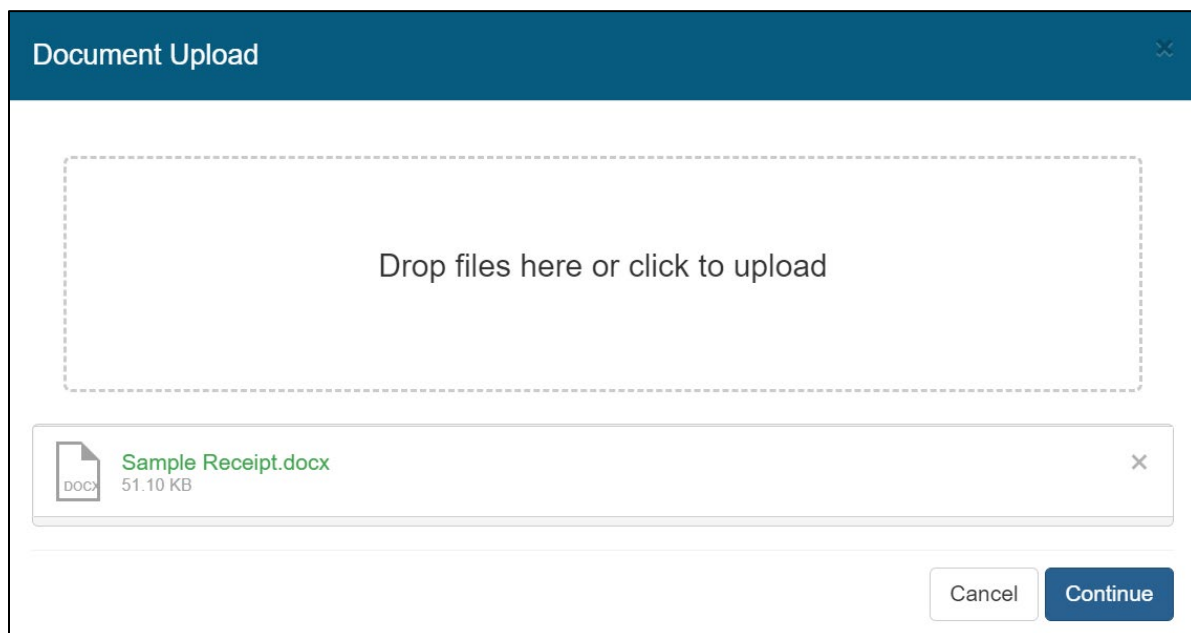 Document Upload
Drop files here or click to upload
DOCX
Sample Receipt.docx
51.10 KB
Cancel
Continue